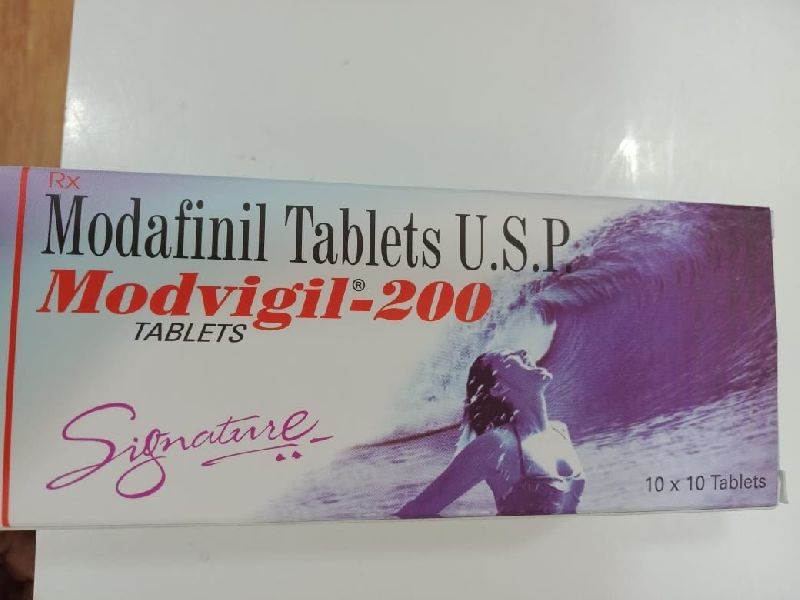 Rx
Modafinil Tablets U.S.P.
Modvigil®-200
TABLETS
Signature
10 x 10 Tablets